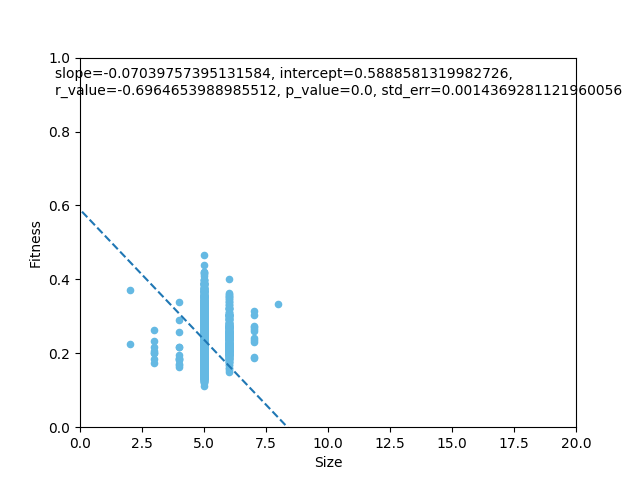 slope=-0.07039757395131584, intercept=0.5888581319982726,
r_value=-0.6964653988985512, p_value=0.0, std_err=0.0014369281121960056
1.0
0.8
0.6
0.4
0.2
0.0
Fitness
0.0 2.5 5.0 7.5 10.0 12.5 15.0 17.5 20.0
Size